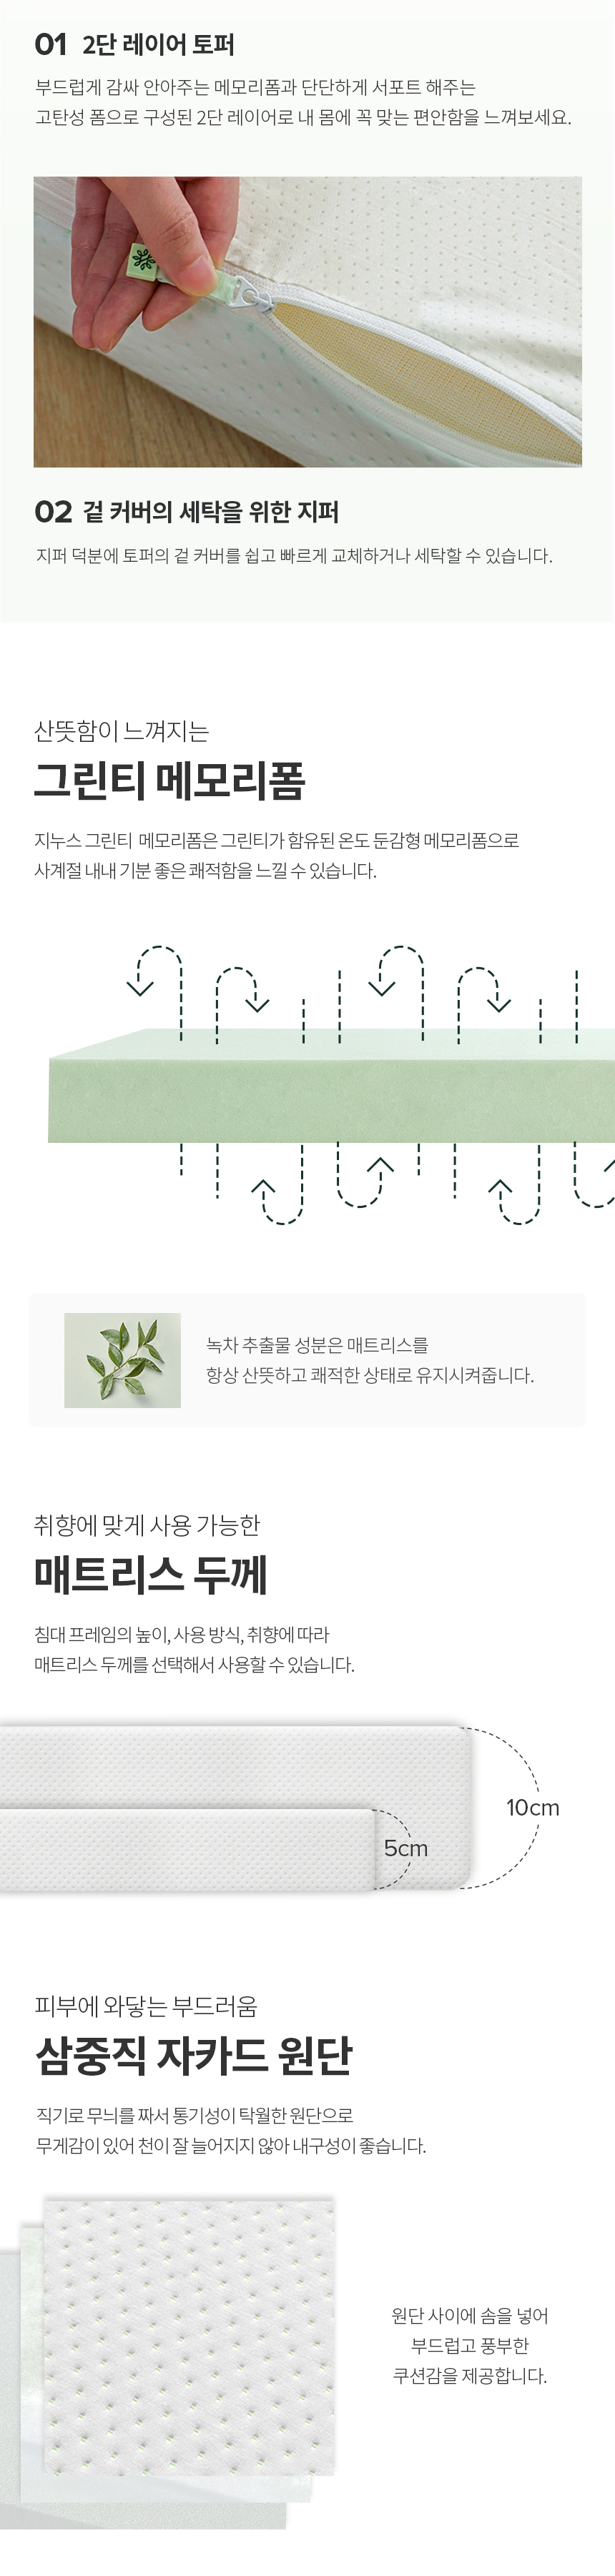 01 2단 레이어 토퍼
부드럽게 감싸 안아주는 메모리폼과 단단하게 서포트 해주는
고탄성 폼으로 구성된 2단 레이어로 내 몸에 꼭 맞는 편안함을 느껴보세요.
02 겉 커버의 세탁을 위한 지퍼
지퍼 덕분에 토퍼의 겉 커버를 쉽고 빠르게 교체하거나 세탁할 수 있습니다.
산뜻함이 느껴지는
그린티 메모리폼
지누스 그린티 메모리폼은 그린티가 함유된 온도 둔감형 메모리폼으로
사계절 내내 기분 좋은 쾌적함을 느낄 수 있습니다.
녹차 추출물 성분은 매트리스를
항상 산뜻하고 쾌적한 상태로 유지시켜줍니다.
취향에 맞게 사용 가능한
매트리스 두께
침대 프레임의 높이, 사용 방식, 취향에 따라
매트리스 두께를 선택해서 사용할 수 있습니다.
10cm
5cm
피부에 와닿는 부드러움
삼중직 자카드 원단
직기로 무늬를 짜서 통기성이 탁월한 원단으로
무게감이 있어 천이 잘 늘어지지 않아 내구성이 좋습니다.
원단 사이에 솜을 넣어
부드럽고 풍부한
쿠션감을 제공합니다.